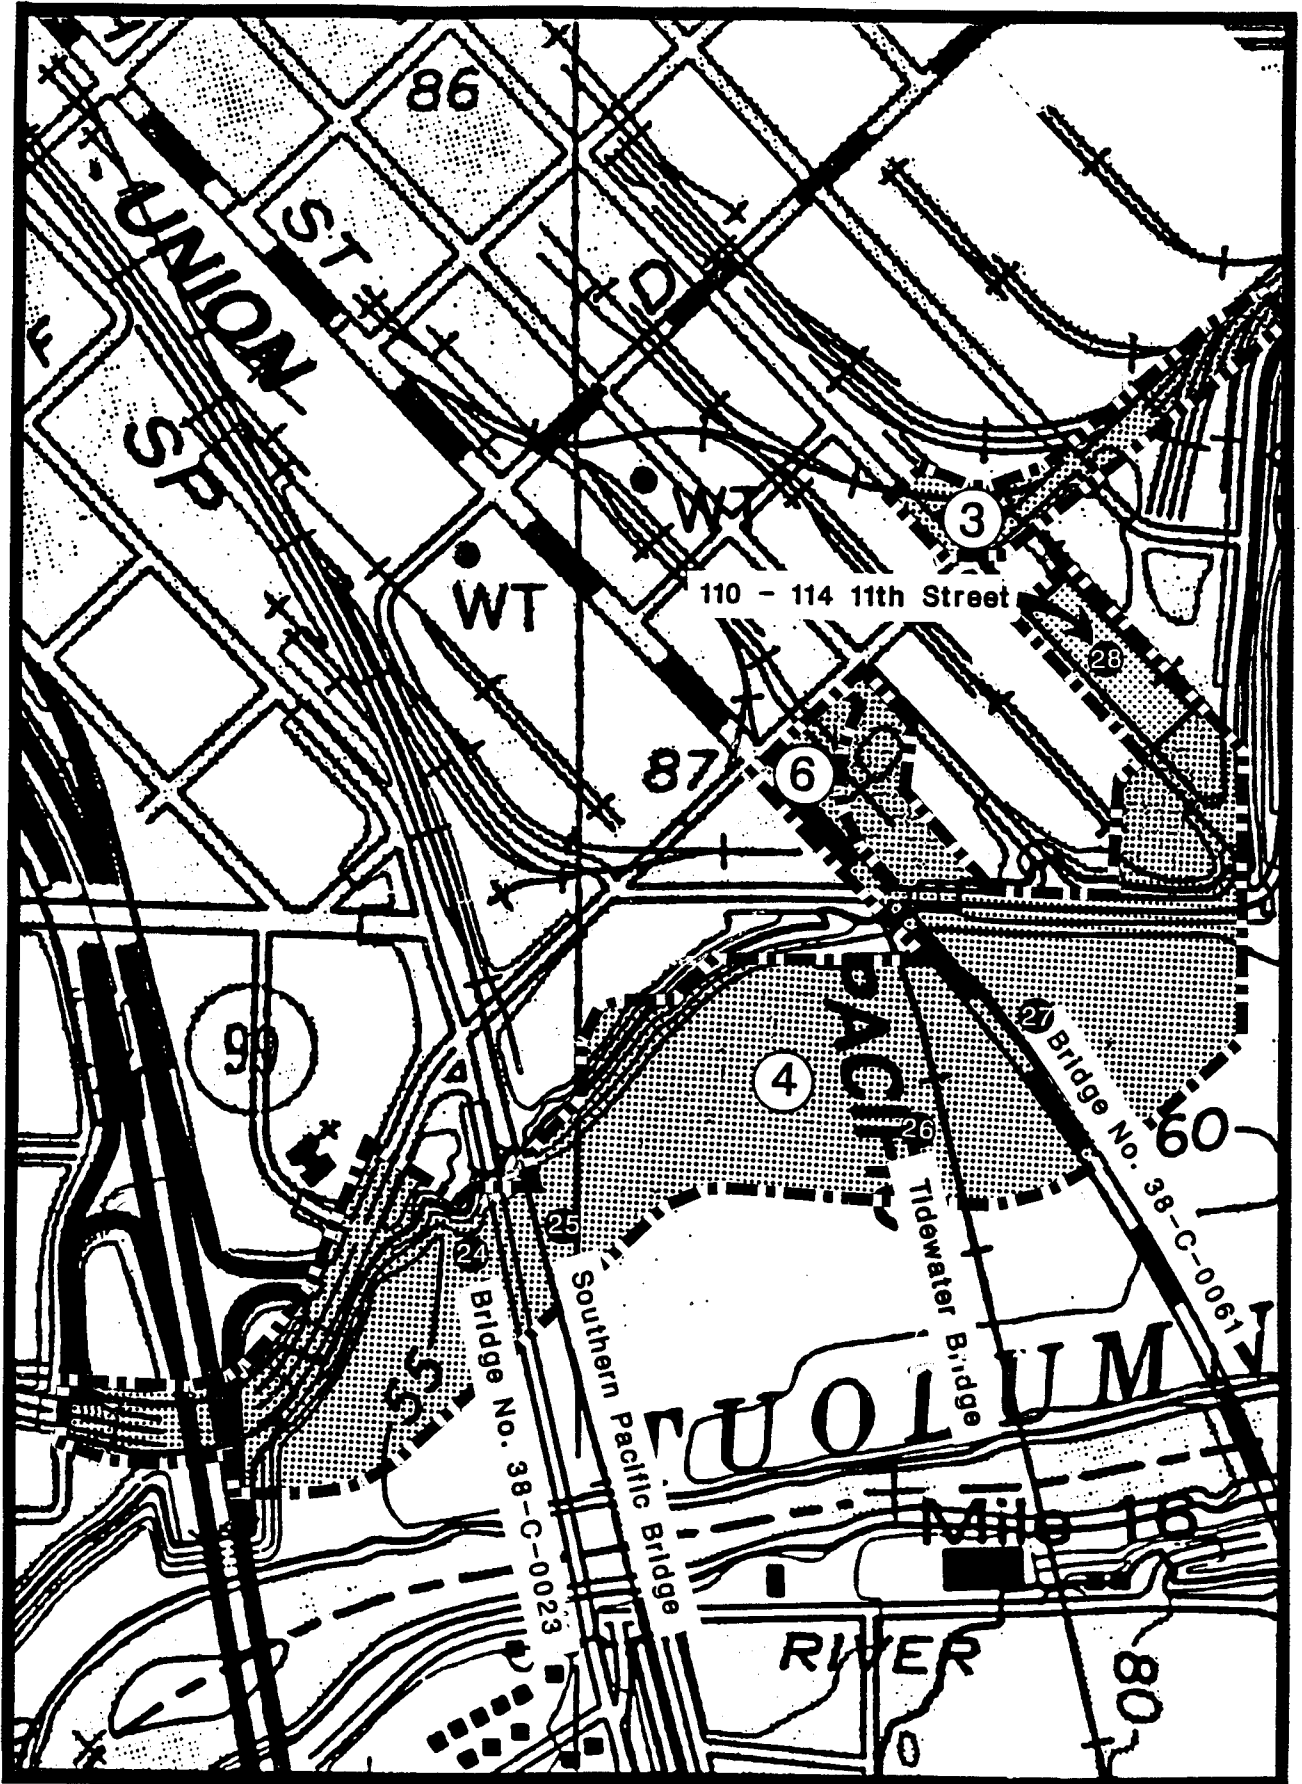 86
UNION
ST
D
SP
WT
WT
3
110 - 114 11th Street
28
87
6
99
PACIF
27
Bridge No. 38-C-0061
4
60
26
Tidewater Bridge
25
24
Southern Pacific Bridge
Bridge No. 38-C-0023
55
TUOLUM
Mile 16
RIVER
80
0